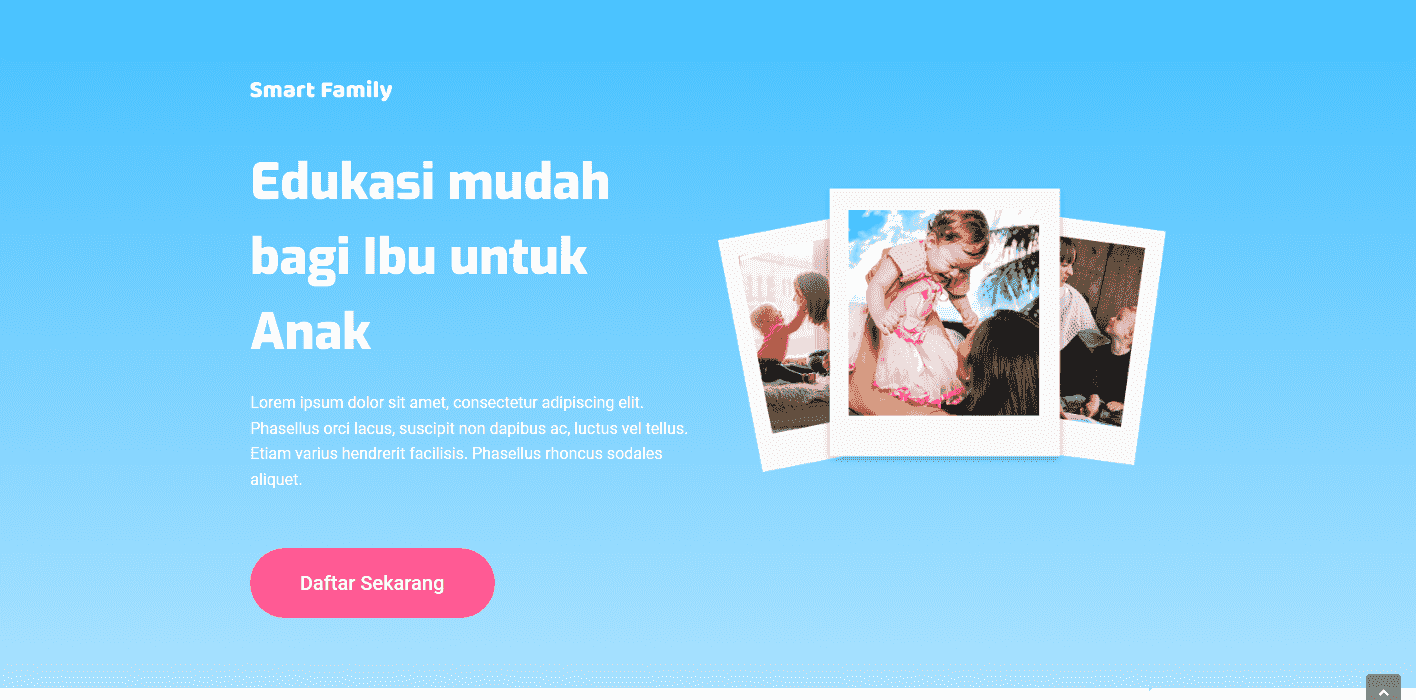 Smart Family
Edukasi mudah
bagi Ibu untuk
Anak
Lorem ipsum dolor sit amet, consectetur adipiscing elit.
Phasellus orci lacus, suscipit non dapibus ac, luctus vel tellus.
Etiam varius hendrerit facilisis. Phasellus rhoncus sodales
aliquet.
Daftar Sekarang